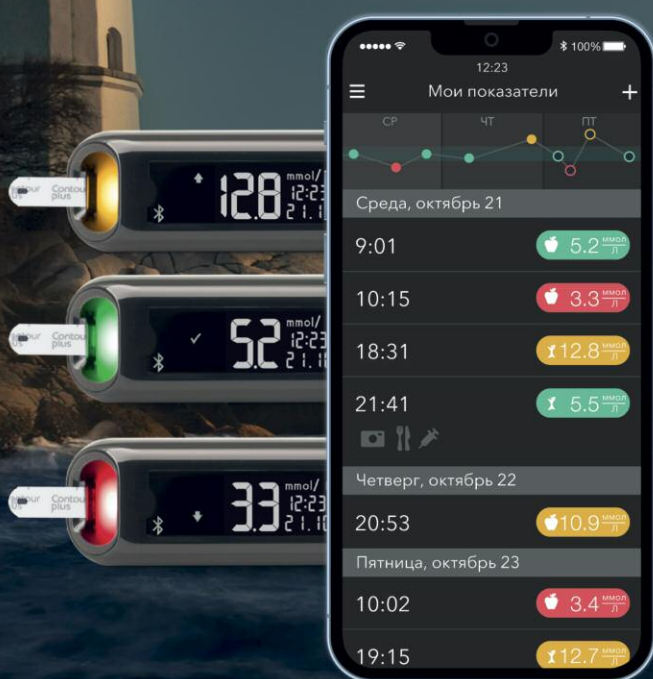 Contour
plus
12.8
mmol/
12:23
21.1
Contour
plus
5.2
mmol/
12:23
21.1
Contour
plus
3.3
mmol/
12:23
21.1
100%
12:23
Мои показатели
+
СР
ЧТ
ПТ
Среда, октябрь 21
9:01
5.2 ммол/л
10:15
3.3 ммол/л
18:31
12.8 ммол/л
21:41
5.5 ммол/л
Четверг, октябрь 22
20:53
10.9 ммол/л
Пятница, октябрь 23
10:02
3.4 ммол/л
19:15
12.7 ммол/л